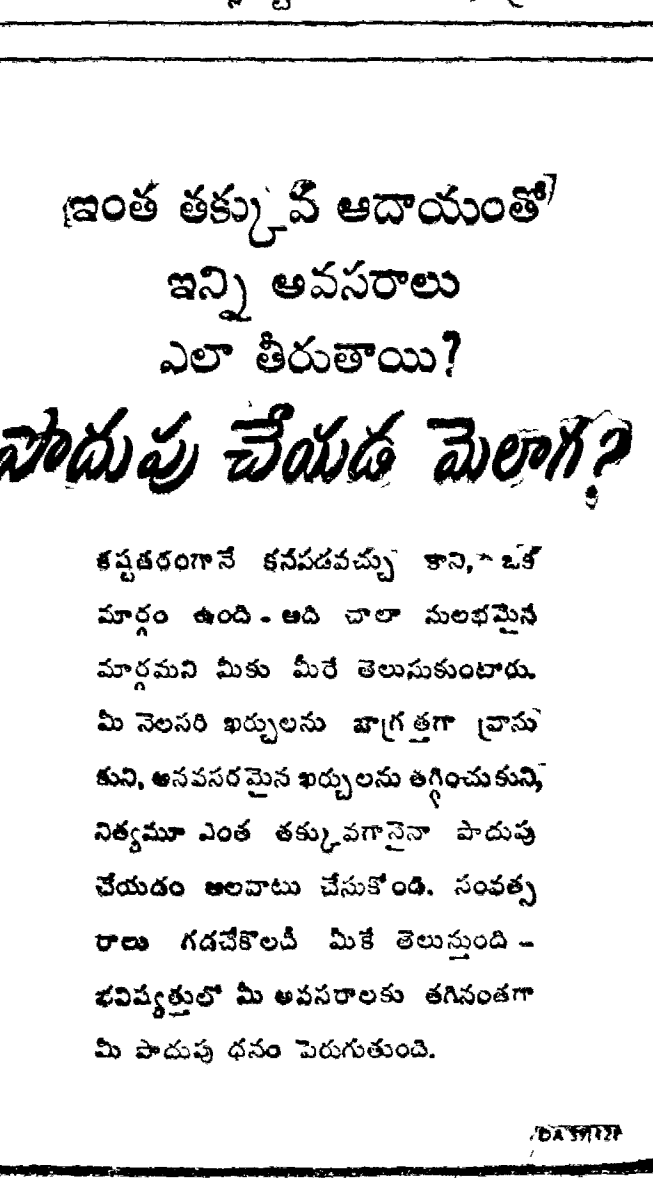 ఇంత తక్కువ ఆదాయంతో
ఇన్ని అవసరాలు
ఎలా తీరుతాయి?
పొదుపు చేయడ మెలాగ?
కష్టతరంగానే కనపడవచ్చు కాని, ఒక
మార్గం ఉంది - అది చాలా సులభమైన
మార్గమని మీకు మీరే తెలుసుకుంటారు.
మీ నెలసరి ఖర్చులను జాగ్రత్తగా వ్రాసు
కుని, అనవసరమైన ఖర్చులను తగ్గించుకుని,
నిత్యమూ ఎంత తక్కువగానైనా పొదుపు
చేయడం అలవాటు చేసుకోండి. సంవత్స
రాలు గడచేకొలదీ మీకే తెలుస్తుంది -
భవిష్యత్తులో మీ అవసరాలకు తగినంతగా
మీ పొదుపు ధనం పెరుగుతుంది.
DA